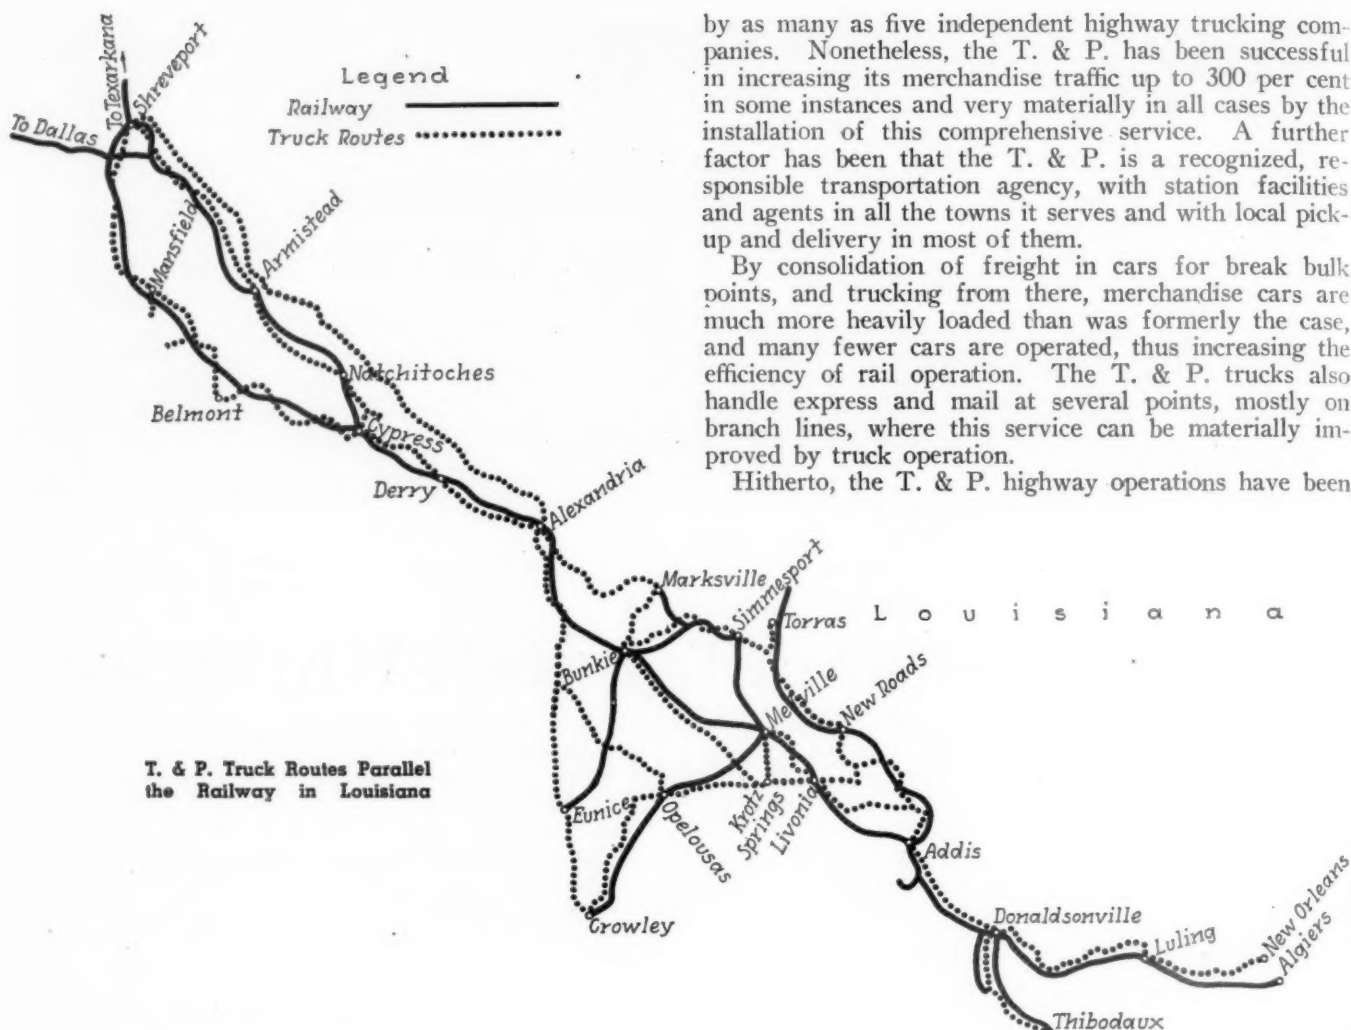 by as many as five independent highway trucking com-
panies. Nonetheless, the T. & P. has been successful
in increasing its merchandise traffic up to 300 per cent
in some instances and very materially in all cases by the
installation of this comprehensive service. A further
factor has been that the T. & P. is a recognized, re-
sponsible transportation agency, with station facilities
and agents in all the towns it serves and with local pick-
up and delivery in most of them.
By consolidation of freight in cars for break bulk
points, and trucking from there, merchandise cars are
much more heavily loaded than was formerly the case,
and many fewer cars are operated, thus increasing the
efficiency of rail operation. The T. & P. trucks also
handle express and mail at several points, mostly on
branch lines, where this service can be materially im-
proved by truck operation.
Hitherto, the T. & P. highway operations have been
Legend
Railway
Truck Routes
To Texarkana
Shreveport
To Dallas
Mansfield
Armistead
Natchitoches
Belmont
Cypress
Derry
Alexandria
Marksville
Simmesport
Torras
Louisiana
Bunkie
Melville
New Roads
T. & P. Truck Routes Parallel
the Railway in Louisiana
Eunice
Opelousas
Krotz
Springs
Livonia
Addis
Crowley
Donaldsonville
Luling
New Orleans
Algiers
Thibodaux